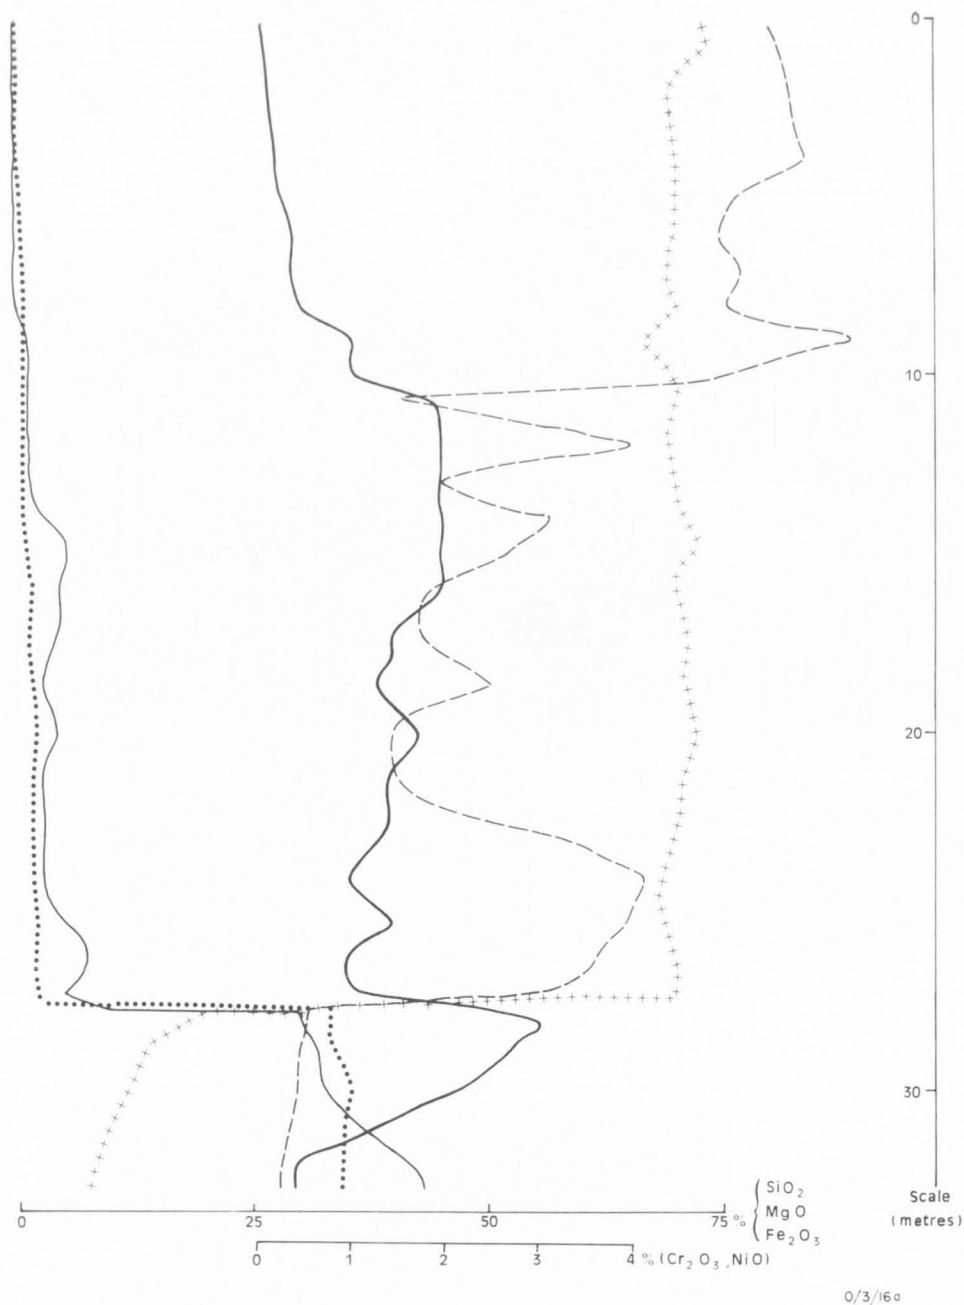 0
10
20
30
Scale
(metres)
0 25 50 75 % { SiO₂
MgO
Fe₂O₃
0 1 2 3 4 % (Cr₂O₃, NiO)
0/3/16a